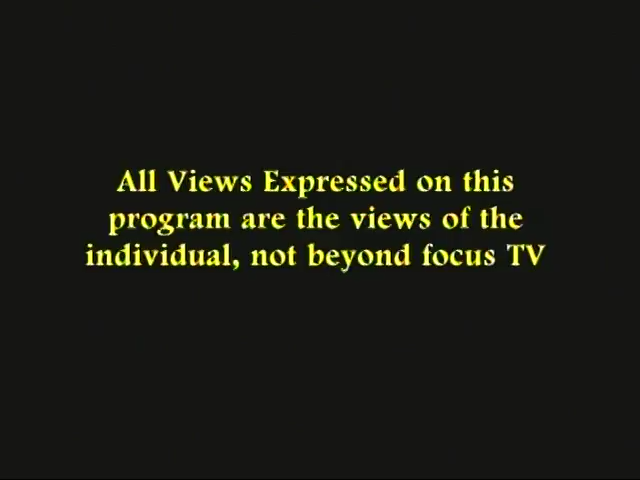 All Views Expressed on this
program are the views of the
individual, not beyond focus TV